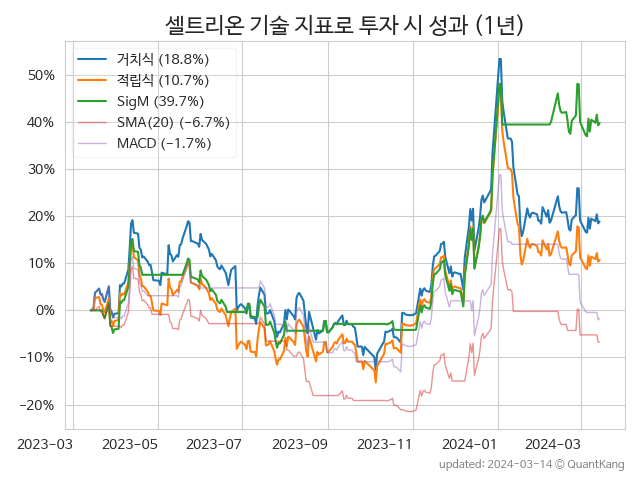 셀트리온 기술 지표로 투자 시 성과 (1년)
거치식 (18.8%)
적립식 (10.7%)
SigM (39.7%)
SMA(20) (−6.7%)
MACD (−1.7%)
50%
40%
30%
20%
10%
0%
−10%
−20%
2023-03 2023-05 2023-07 2023-09 2023-11 2024-01 2024-03
updated: 2024-03-14 © QuantKang